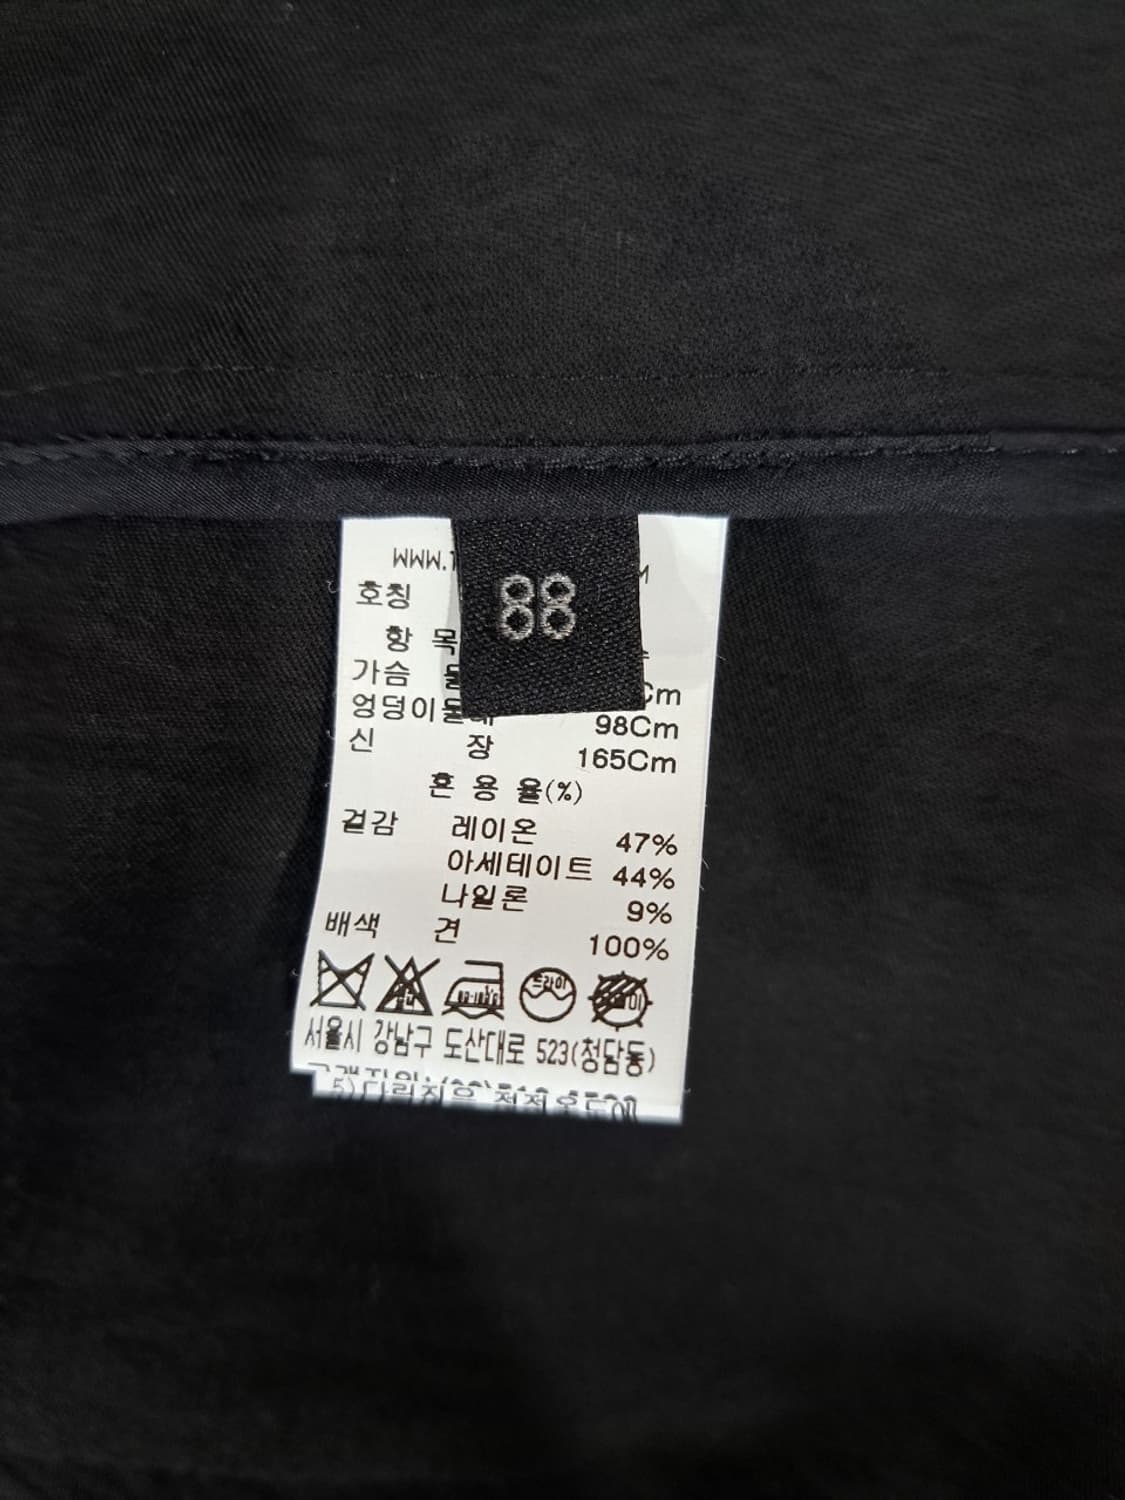 88
WWW.
호칭
항 목
가슴 Cm
엉덩이둘레 98Cm
신 장 165Cm
혼 용 율(%)
겉감 레이온 47%
아세테이트 44%
나일론 9%
배색 견 100%
드라이
서울시 강남구 도산대로 523(청담동)